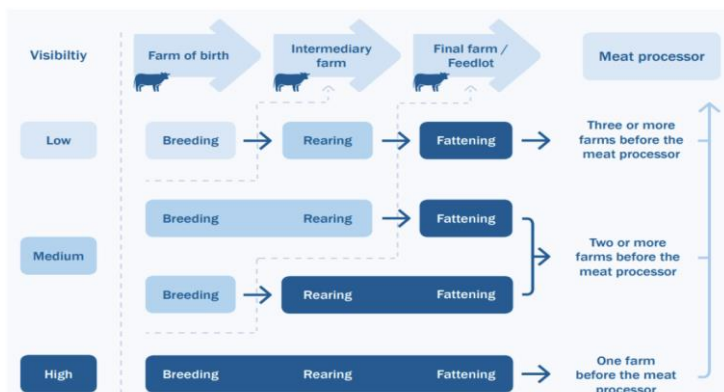 Visibiltiy
Farm of birth
Intermediary
farm
Final farm /
Feedlot
Meat processor
Low
Breeding
Rearing
Fattening
Three or more
farms before the
meat processor
Medium
Breeding
Rearing
Fattening
Breeding
Rearing
Fattening
Two or more
farms before the
meat processor
High
Breeding
Rearing
Fattening
One farm
before the meat
processor